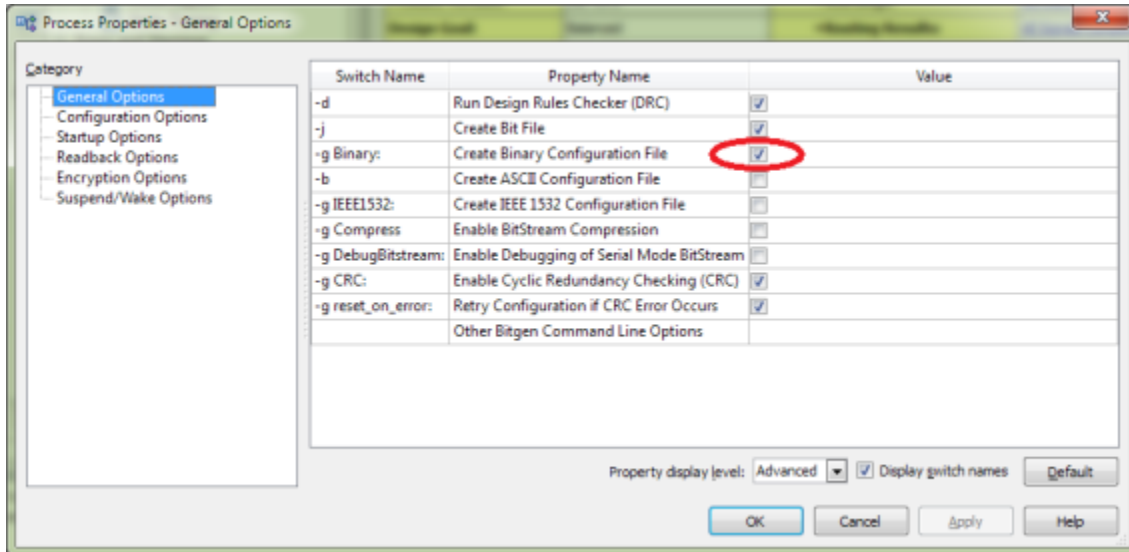 Process Properties - General Options
Category
General Options
Configuration Options
Startup Options
Readback Options
Encryption Options
Suspend/Wake Options
Switch Name Property Name Value
-d Run Design Rules Checker (DRC)
-j Create Bit File
-g Binary: Create Binary Configuration File
-b Create ASCII Configuration File
-g IEEE1532: Create IEEE 1532 Configuration File
-g Compress Enable BitStream Compression
-g DebugBitstream: Enable Debugging of Serial Mode BitStream
-g CRC: Enable Cyclic Redundancy Checking (CRC)
-g reset_on_error: Retry Configuration if CRC Error Occurs
Other Bitgen Command Line Options
Property display level: Advanced Display switch names Default
OK Cancel Apply Help